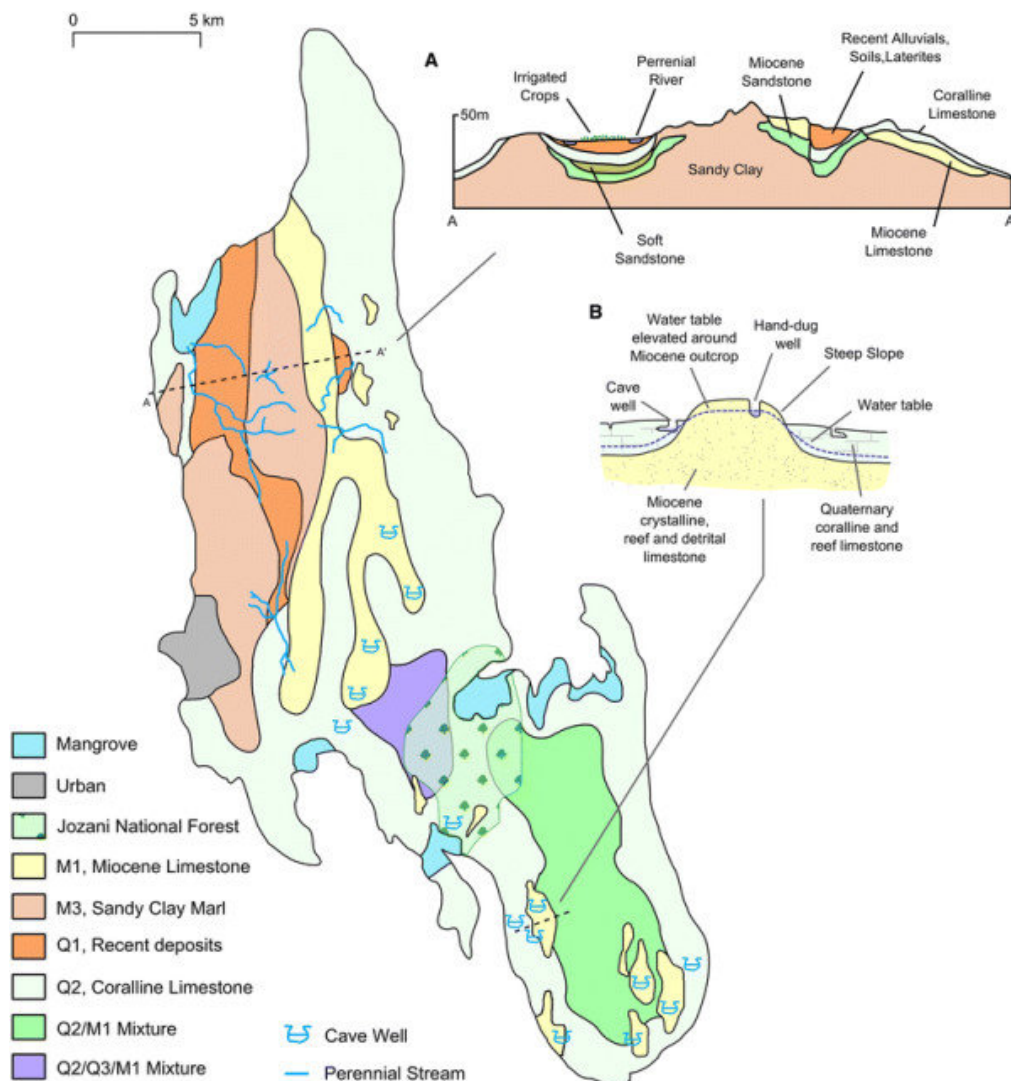 0
5 km
A
Irrigated
Crops
Perrenial
River
Miocene
Sandstone
Recent Alluvials,
Soils,Laterites
Coralline
Limestone
50m
Sandy Clay
A
A
Soft
Sandstone
Miocene
Limestone
B
Water table
elevated around
Miocene outcrop
Hand-dug
well
Steep Slope
Cave
well
Water table
Miocene
crystalline,
reef and detrital
limestone
Quaternary
coralline and
reef limestone
A
A'
Mangrove
Urban
Jozani National Forest
M1, Miocene Limestone
M3, Sandy Clay Marl
Q1, Recent deposits
Q2, Coralline Limestone
Q2/M1 Mixture
Q2/Q3/M1 Mixture
Cave Well
Perennial Stream